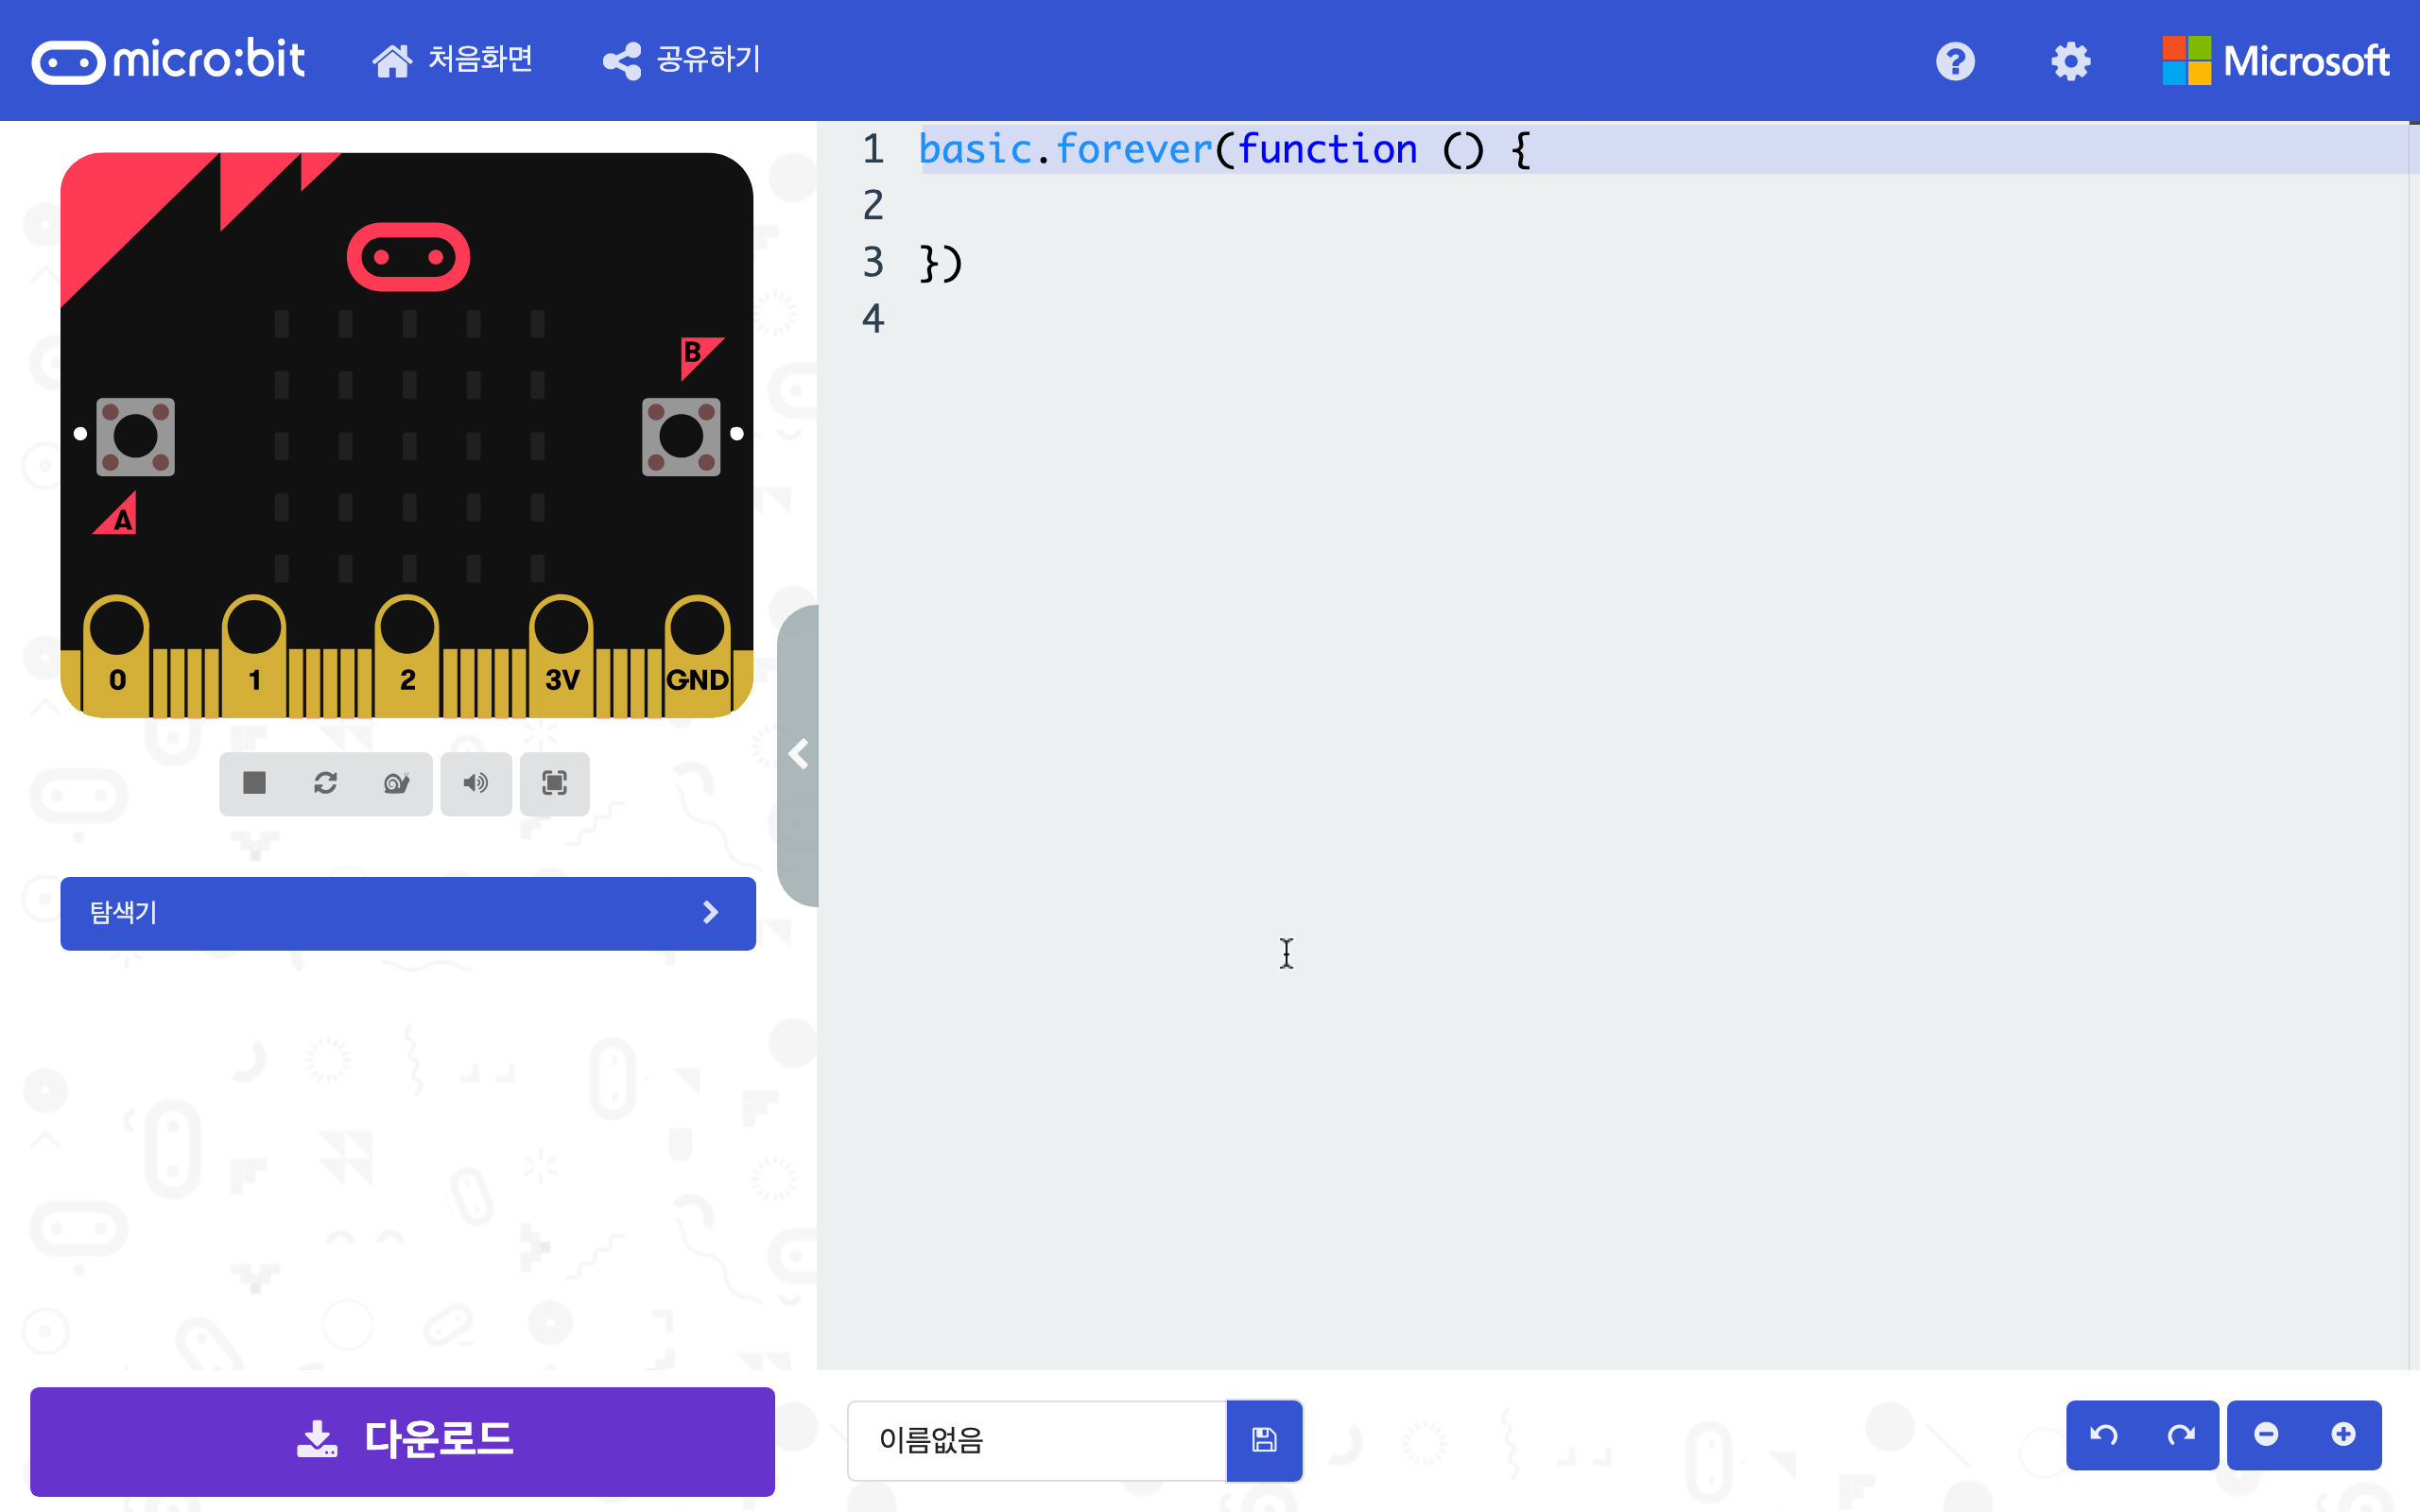 micro:bit 처음화면 공유하기 Microsoft
B
A
0 1 2 3V GND
탐색기
다운로드
1 basic.forever(function () {
2
3 })
4
이름없음